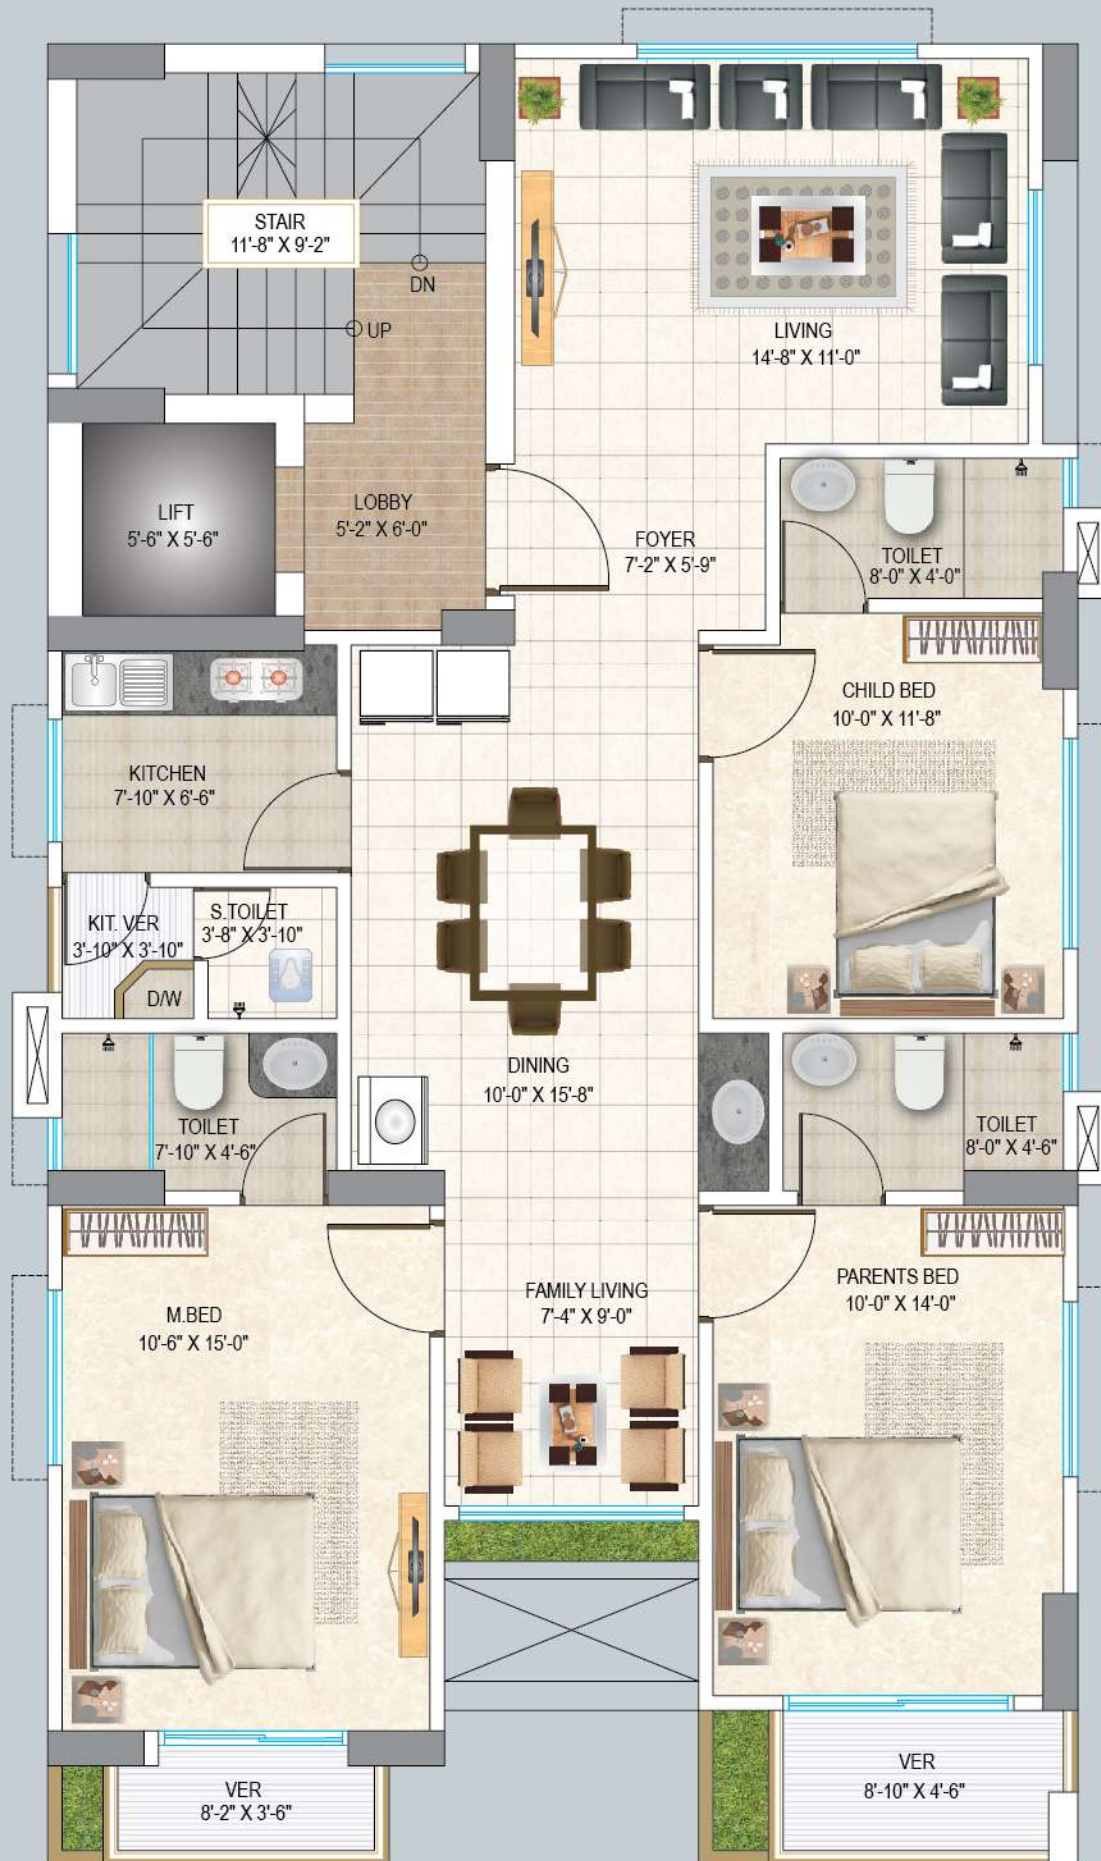 STAIR
11'-8" X 9'-2"
DN
UP
LIVING
14'-8" X 11'-0"
LIFT
5'-6" X 5'-6"
LOBBY
5'-2" X 6'-0"
FOYER
7'-2" X 5'-9"
TOILET
8'-0" X 4'-0"
CHILD BED
10'-0" X 11'-8"
KITCHEN
7'-10" X 6'-6"
KIT. VER
3'-10" X 3'-10"
S.TOILET
3'-8" X 3'-10"
D/W
DINING
10'-0" X 15'-8"
TOILET
7'-10" X 4'-6"
TOILET
8'-0" X 4'-6"
M.BED
10'-6" X 15'-0"
FAMILY LIVING
7'-4" X 9'-0"
PARENTS BED
10'-0" X 14'-0"
VER
8'-2" X 3'-6"
VER
8'-10" X 4'-6"